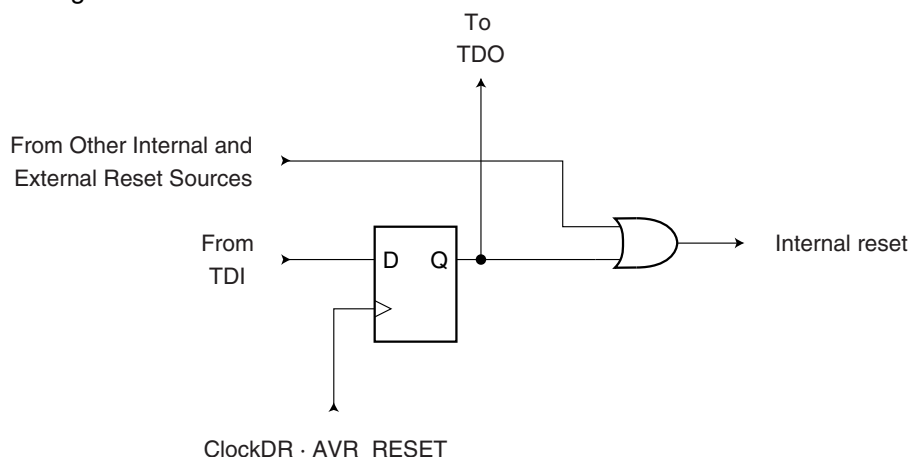 To
TDO
From Other Internal and
External Reset Sources
From
TDI
D
Q
Internal reset
ClockDR · AVR_RESET